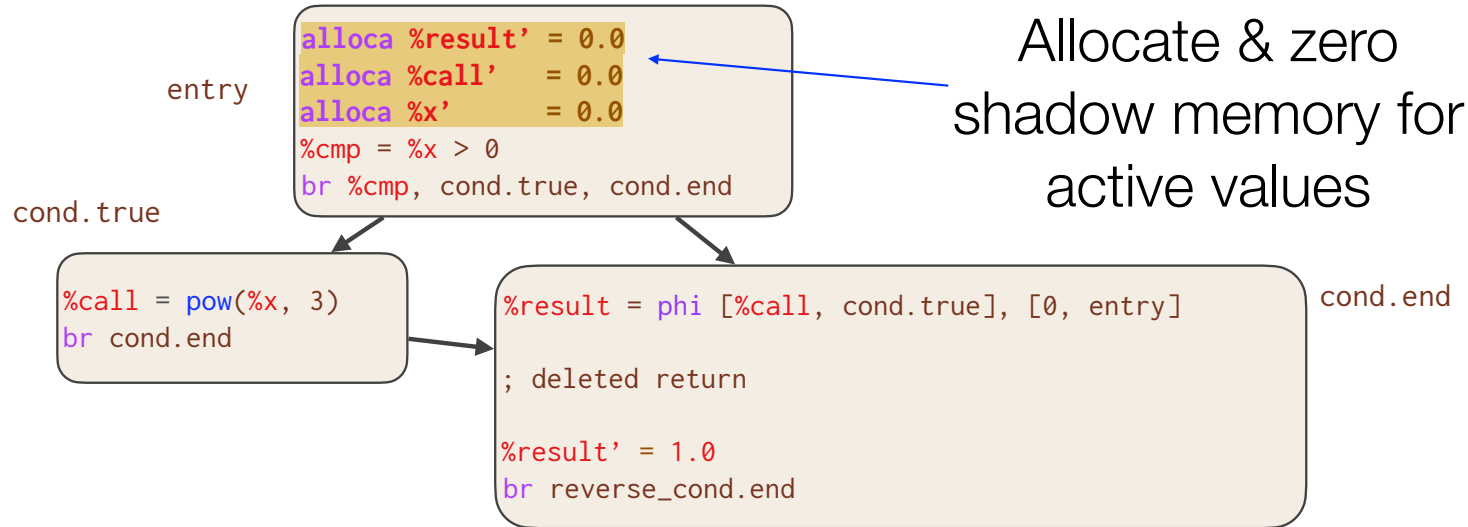 entry
alloca %result’ = 0.0
alloca %call’   = 0.0
alloca %x’      = 0.0
%cmp = %x > 0
br %cmp, cond.true, cond.end
Allocate & zero
shadow memory for
active values
cond.true
%call = pow(%x, 3)
br cond.end
cond.end
%result = phi [%call, cond.true], [0, entry]
; deleted return
%result’ = 1.0
br reverse_cond.end